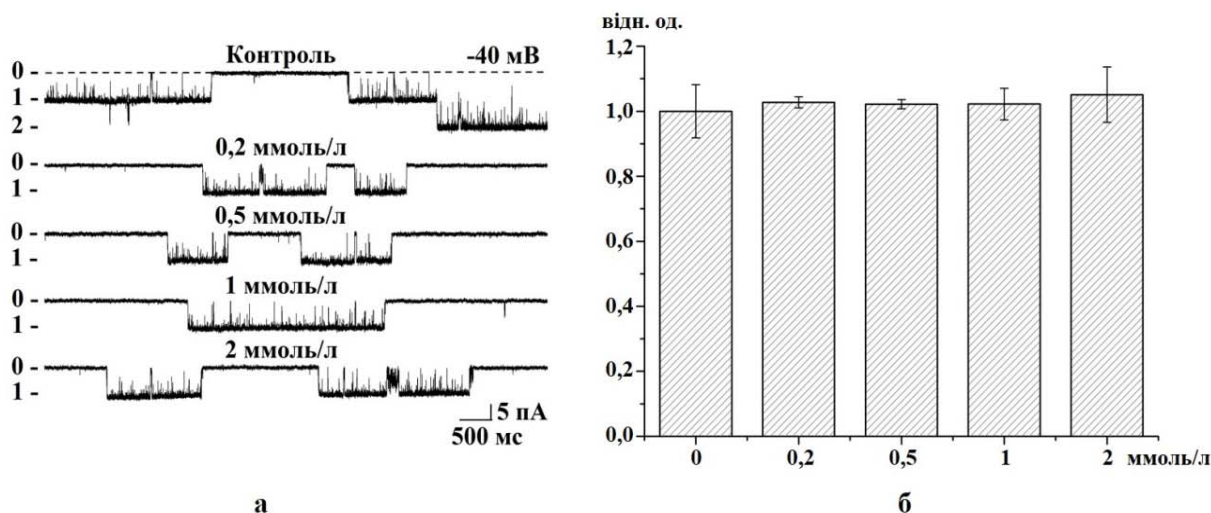 Контроль -40 мВ
0 -
1 -
2 -
0,2 ммоль/л
0 -
1 -
0,5 ммоль/л
0 -
1 -
1 ммоль/л
0 -
1 -
2 ммоль/л
0 -
1 -
5 пА
500 мс
а
відн. од.
1,2
1,0
0,8
0,6
0,4
0,2
0,0
0 0,2 0,5 1 2 ммоль/л
б